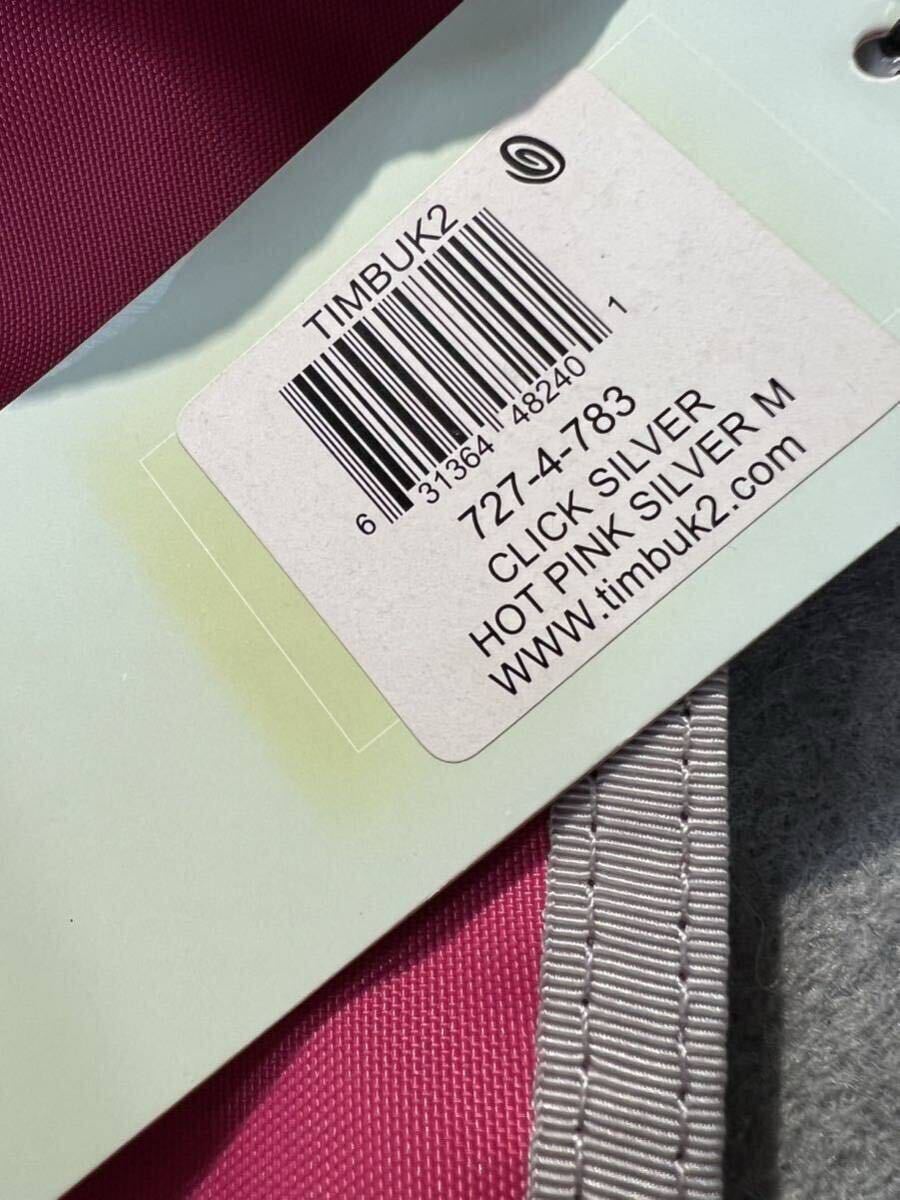 TIMBUK2
6 31364 48240 1
727-4-783
CLICK SILVER
HOT PINK SILVER M
www.timbuk2.com